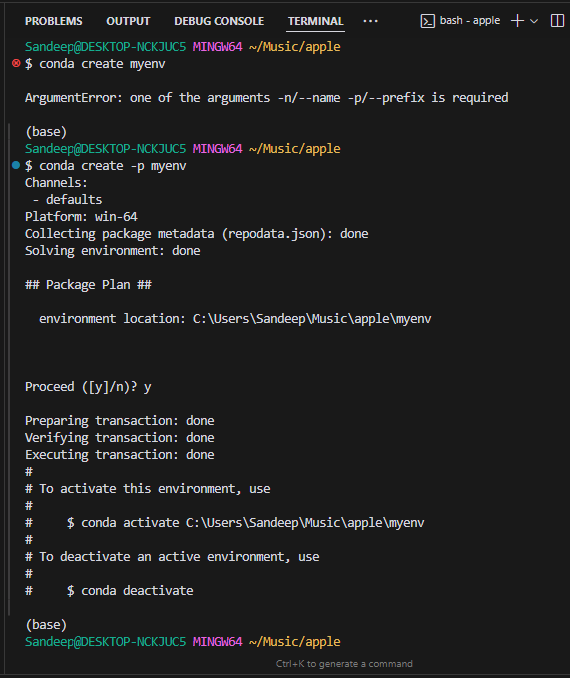 PROBLEMS OUTPUT DEBUG CONSOLE TERMINAL ... bash - apple
Sandeep@DESKTOP-NCKJUC5 MINGW64 ~/Music/apple
$ conda create myenv
ArgumentError: one of the arguments -n/--name -p/--prefix is required
(base)
Sandeep@DESKTOP-NCKJUC5 MINGW64 ~/Music/apple
$ conda create -p myenv
Channels:
- defaults
Platform: win-64
Collecting package metadata (repodata.json): done
Solving environment: done
## Package Plan ##
environment location: C:\Users\Sandeep\Music\apple\myenv
Proceed ([y]/n)? y
Preparing transaction: done
Verifying transaction: done
Executing transaction: done
#
# To activate this environment, use
#
#     $ conda activate C:\Users\Sandeep\Music\apple\myenv
#
# To deactivate an active environment, use
#
#     $ conda deactivate
(base)
Sandeep@DESKTOP-NCKJUC5 MINGW64 ~/Music/apple
Ctrl+K to generate a command